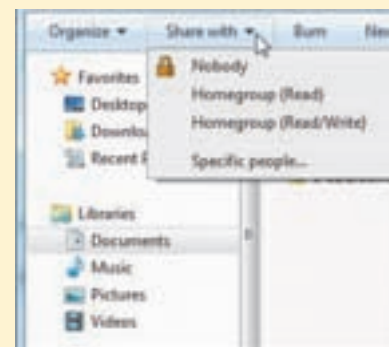 Organize Share with Burn New
Favorites
Desktop
Recent
Nobody
Homegroup (Read)
Homegroup (Read/Write)
Specific people...
Libraries
Documents
Music
Pictures
Videos